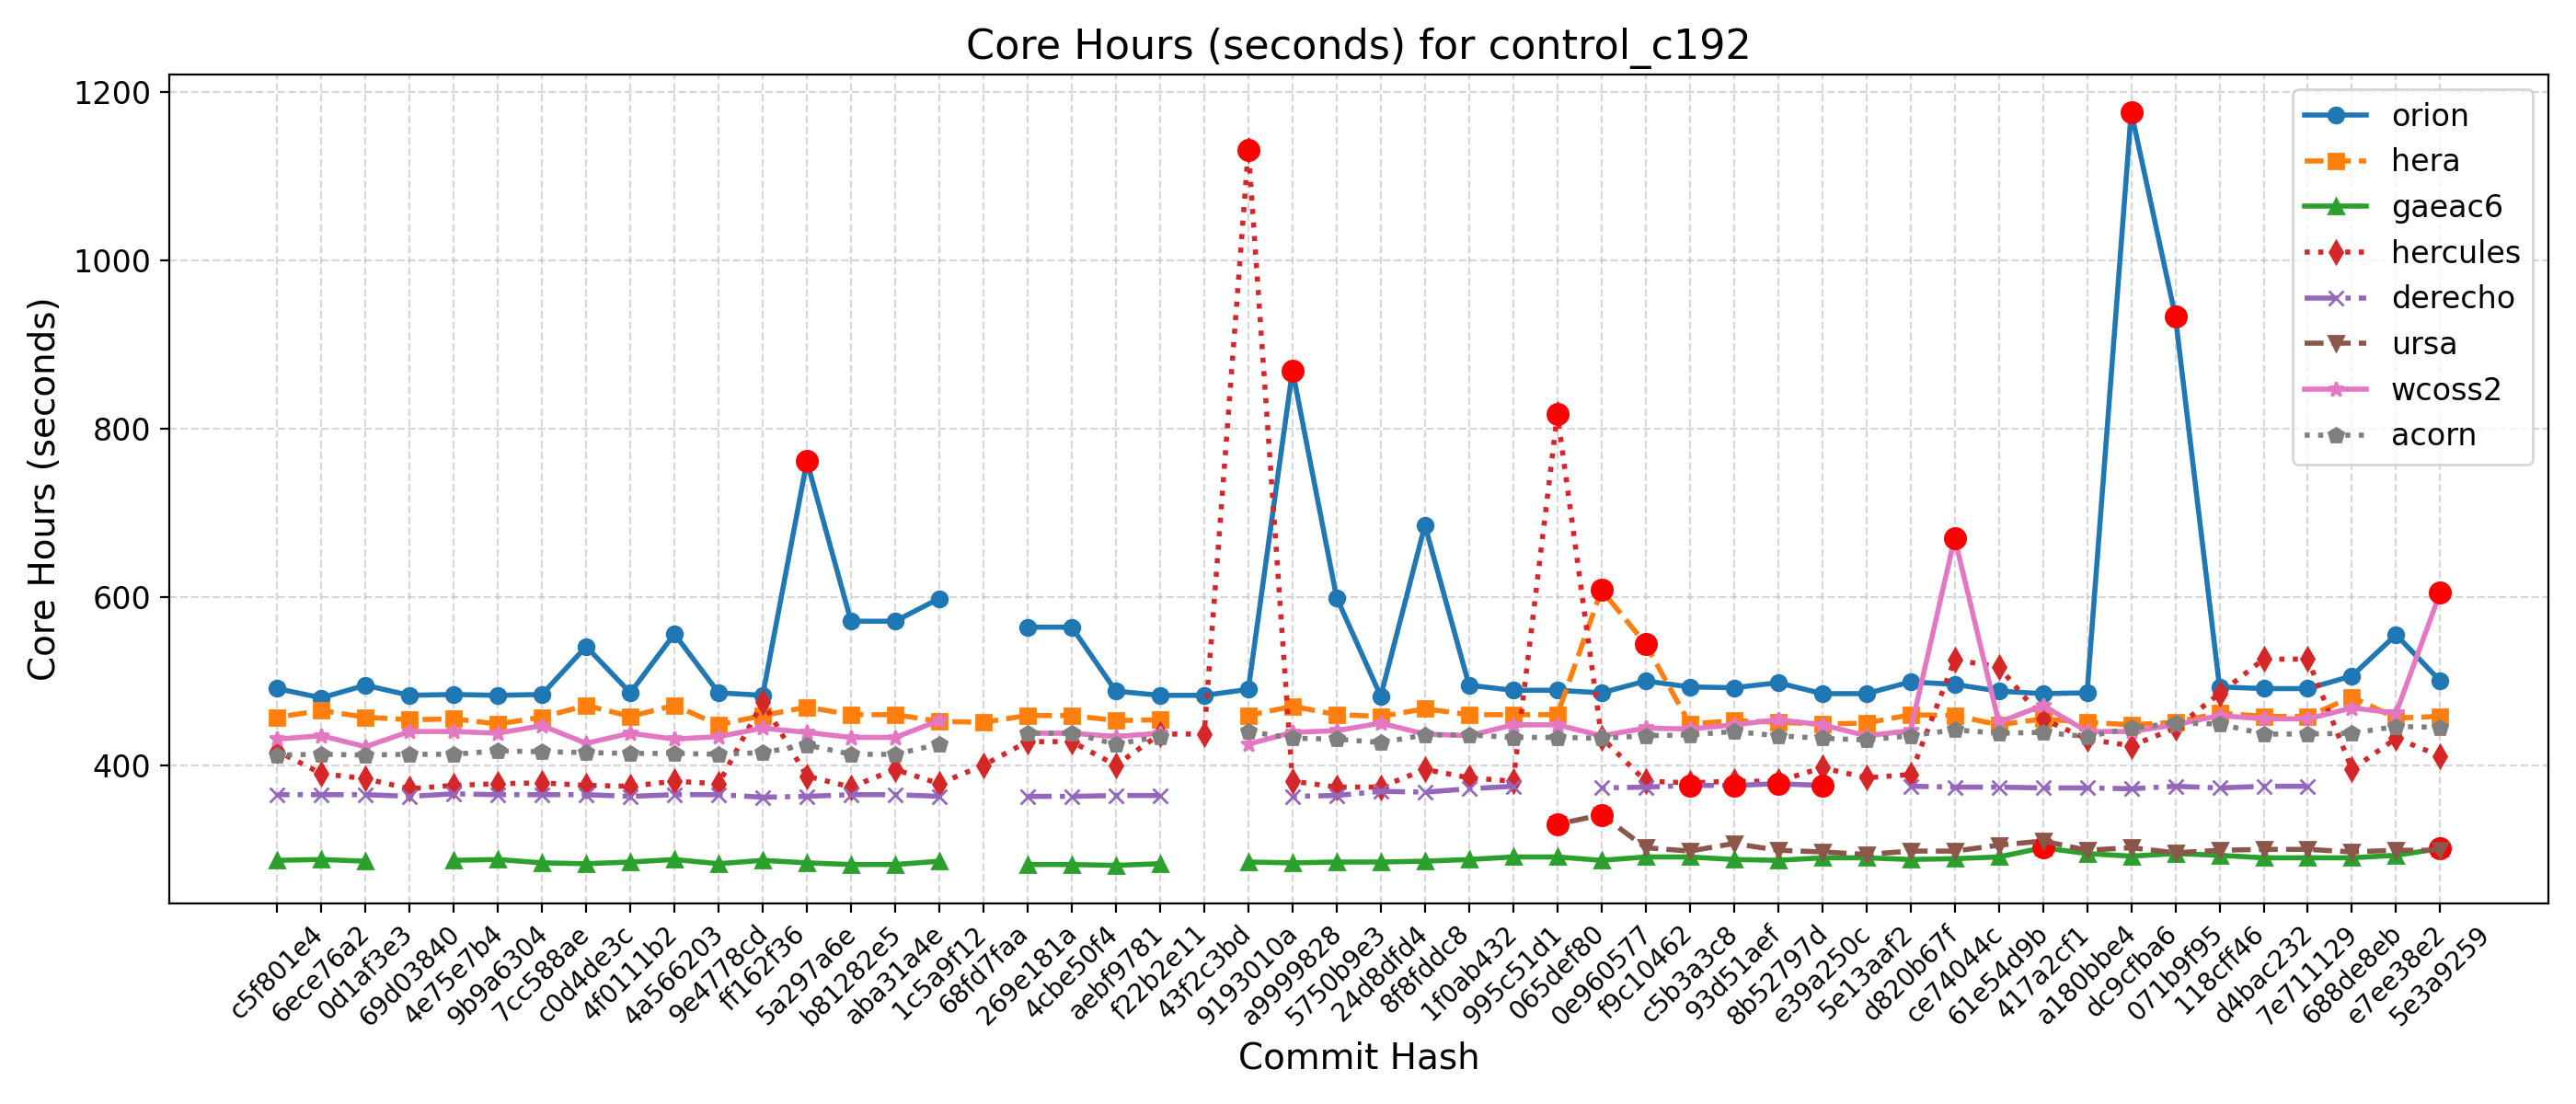 Core Hours (seconds) for control_c192
Core Hours (seconds)
1200
1000
800
600
400
orion
hera
gaeac6
hercules
derecho
ursa
wcoss2
acorn
c5f801e4
6ece76a2
0d1af3e3
69d03840
4e75e7b4
9b9a6304
7cc588ae
c0d4de3c
4f0111b2
4a566203
9e4778cd
ff162f36
5a297a6e
b81282e5
aba31a4e
1c5a9f12
68fd7faa
269e181a
4cbe50f4
aebf9781
f22b2e11
43f2c3bd
9193010a
a9999828
5750b9e3
24d8dfd4
8f8fddc8
1f0ab432
995c51d1
065def80
0e960577
f9c10462
c5b3a3c8
93d51aef
8b52797d
e39a250c
5e13aaf2
d820b67f
ce74044c
61e54d9b
417a2cf1
a180bbe4
dc9cfba6
071b9f95
118cff46
d4bac232
7e711129
688de8eb
e7ee38e2
5e3a9259
Commit Hash